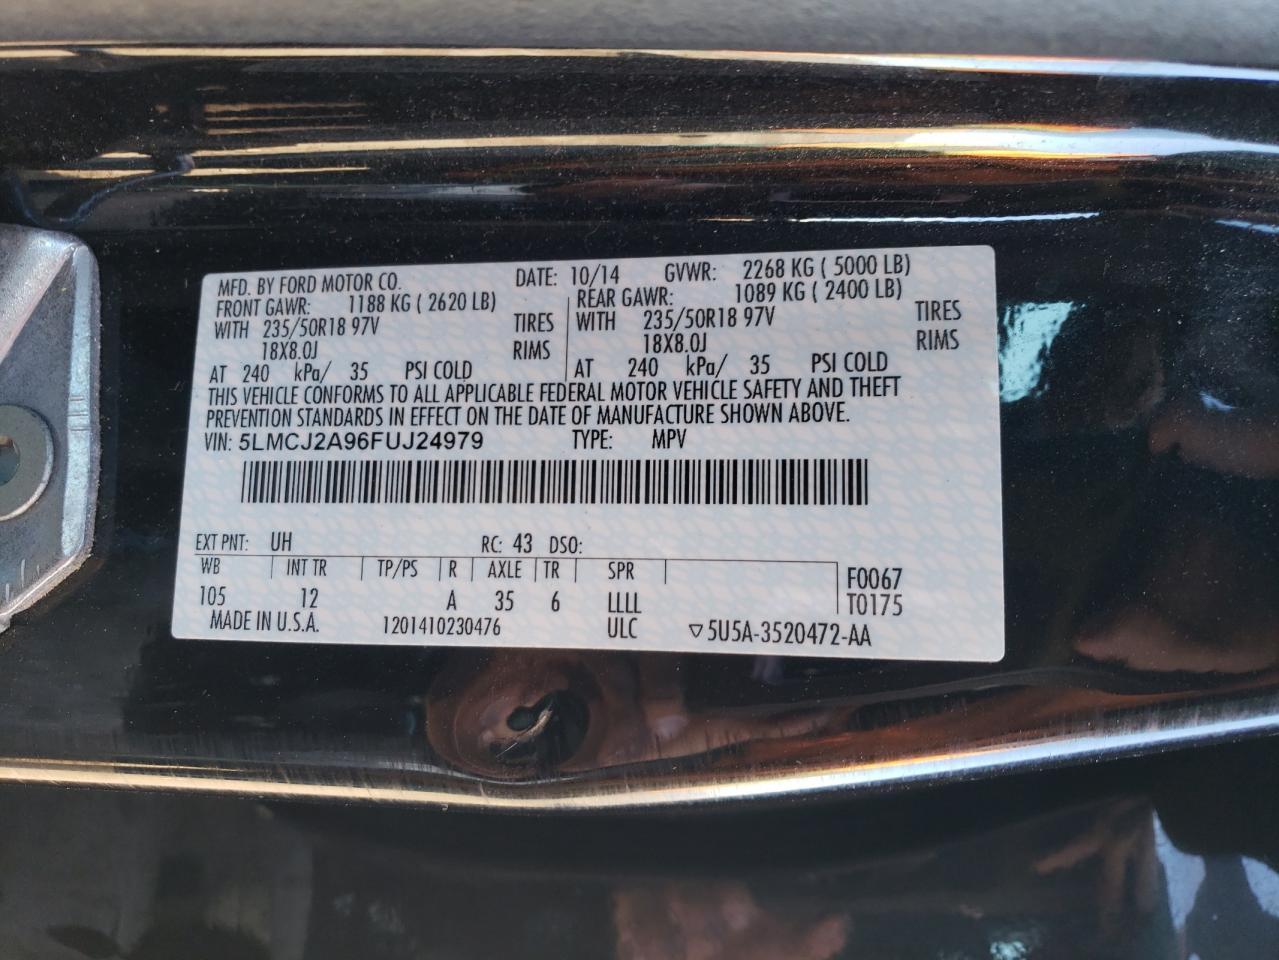 MFD. BY FORD MOTOR CO. DATE: 10/14 GVWR: 2268 KG ( 5000 LB)
FRONT GAWR: 1188 KG ( 2620 LB) REAR GAWR: 1089 KG ( 2400 LB)
WITH 235/50R18 97V TIRES WITH 235/50R18 97V TIRES
18X8.0J RIMS 18X8.0J RIMS
AT 240 kPa/ 35 PSI COLD AT 240 kPa/ 35 PSI COLD
THIS VEHICLE CONFORMS TO ALL APPLICABLE FEDERAL MOTOR VEHICLE SAFETY AND THEFT
PREVENTION STANDARDS IN EFFECT ON THE DATE OF MANUFACTURE SHOWN ABOVE.
VIN: 5LMCJ2A96FUJ24979 TYPE: MPV
EXT PNT: UH RC: 43 DSO:
WB INT TR TP/PS R AXLE TR SPR F0067
105 12 A 35 6 LLLL T0175
MADE IN U.S.A. 1201410230476 ULC ▽5U5A-3520472-AA